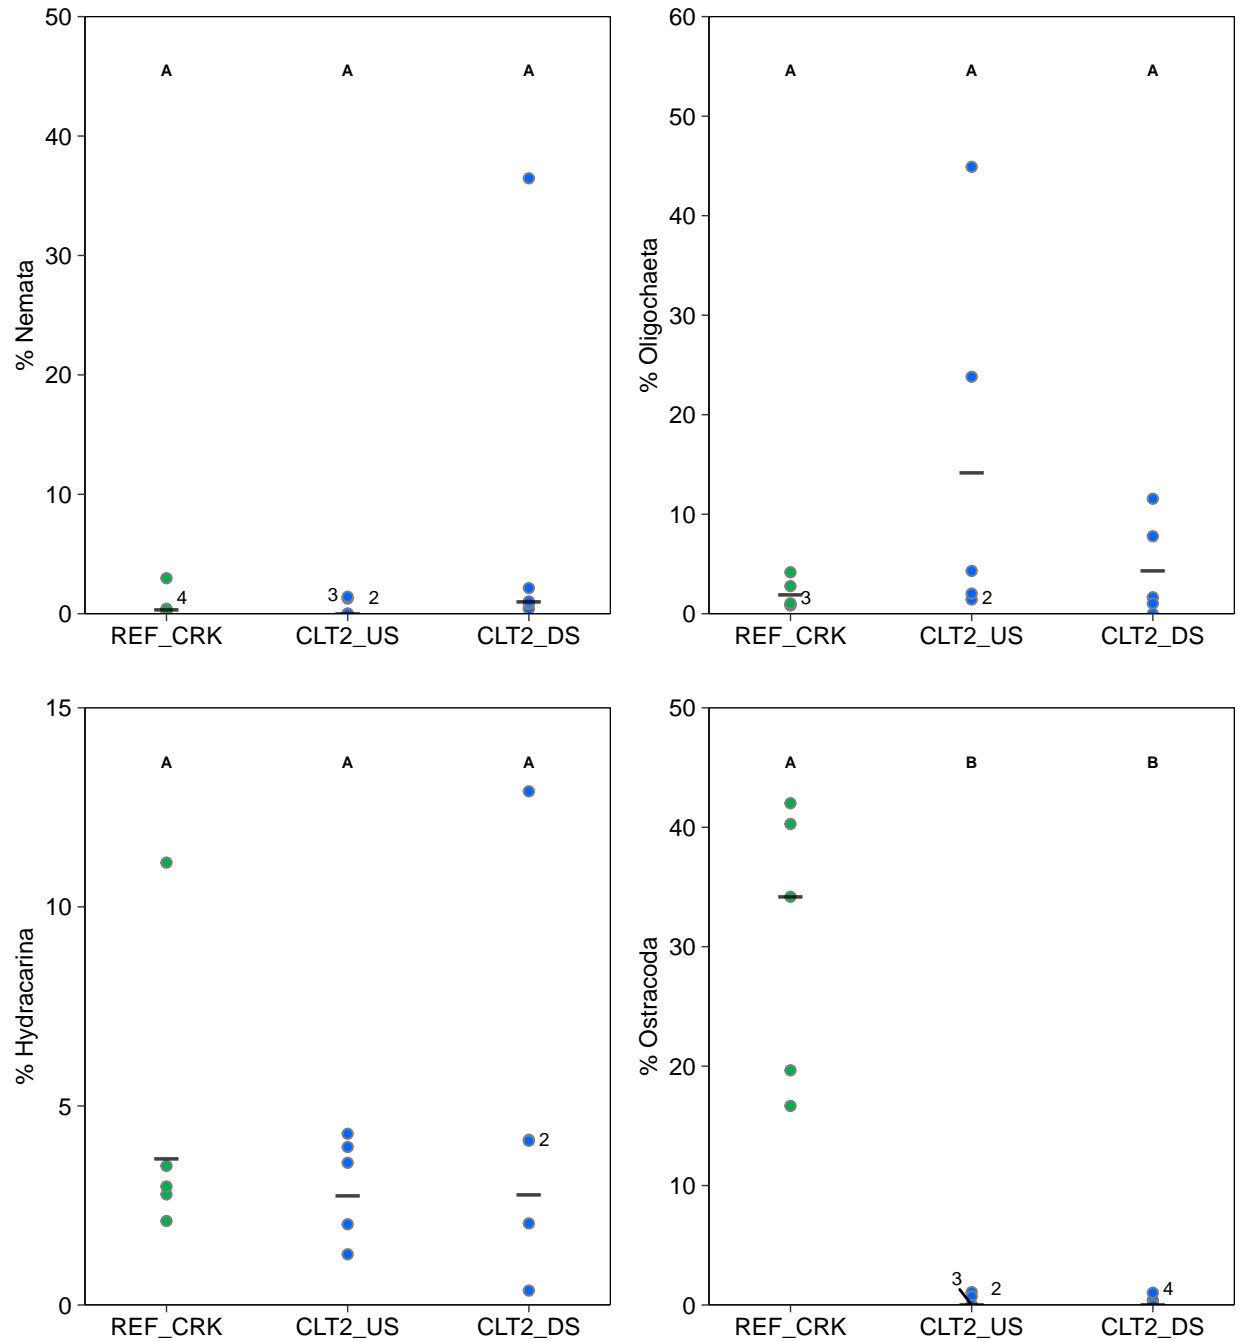 50
40
30
20
10
0
% Nemata
A
A
A
4
3
2
REF_CRK
CLT2_US
CLT2_DS
60
50
40
30
20
10
0
% Oligochaeta
A
A
A
3
2
REF_CRK
CLT2_US
CLT2_DS
15
10
5
0
% Hydracarina
A
A
A
2
REF_CRK
CLT2_US
CLT2_DS
50
40
30
20
10
0
% Ostracoda
A
B
B
3
2
4
REF_CRK
CLT2_US
CLT2_DS